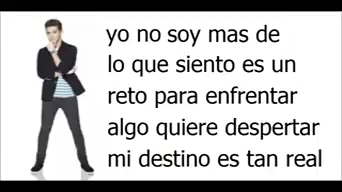 yo no soy mas de
lo que siento es un
reto para enfrentar
algo quiere despertar
mi destino es tan real